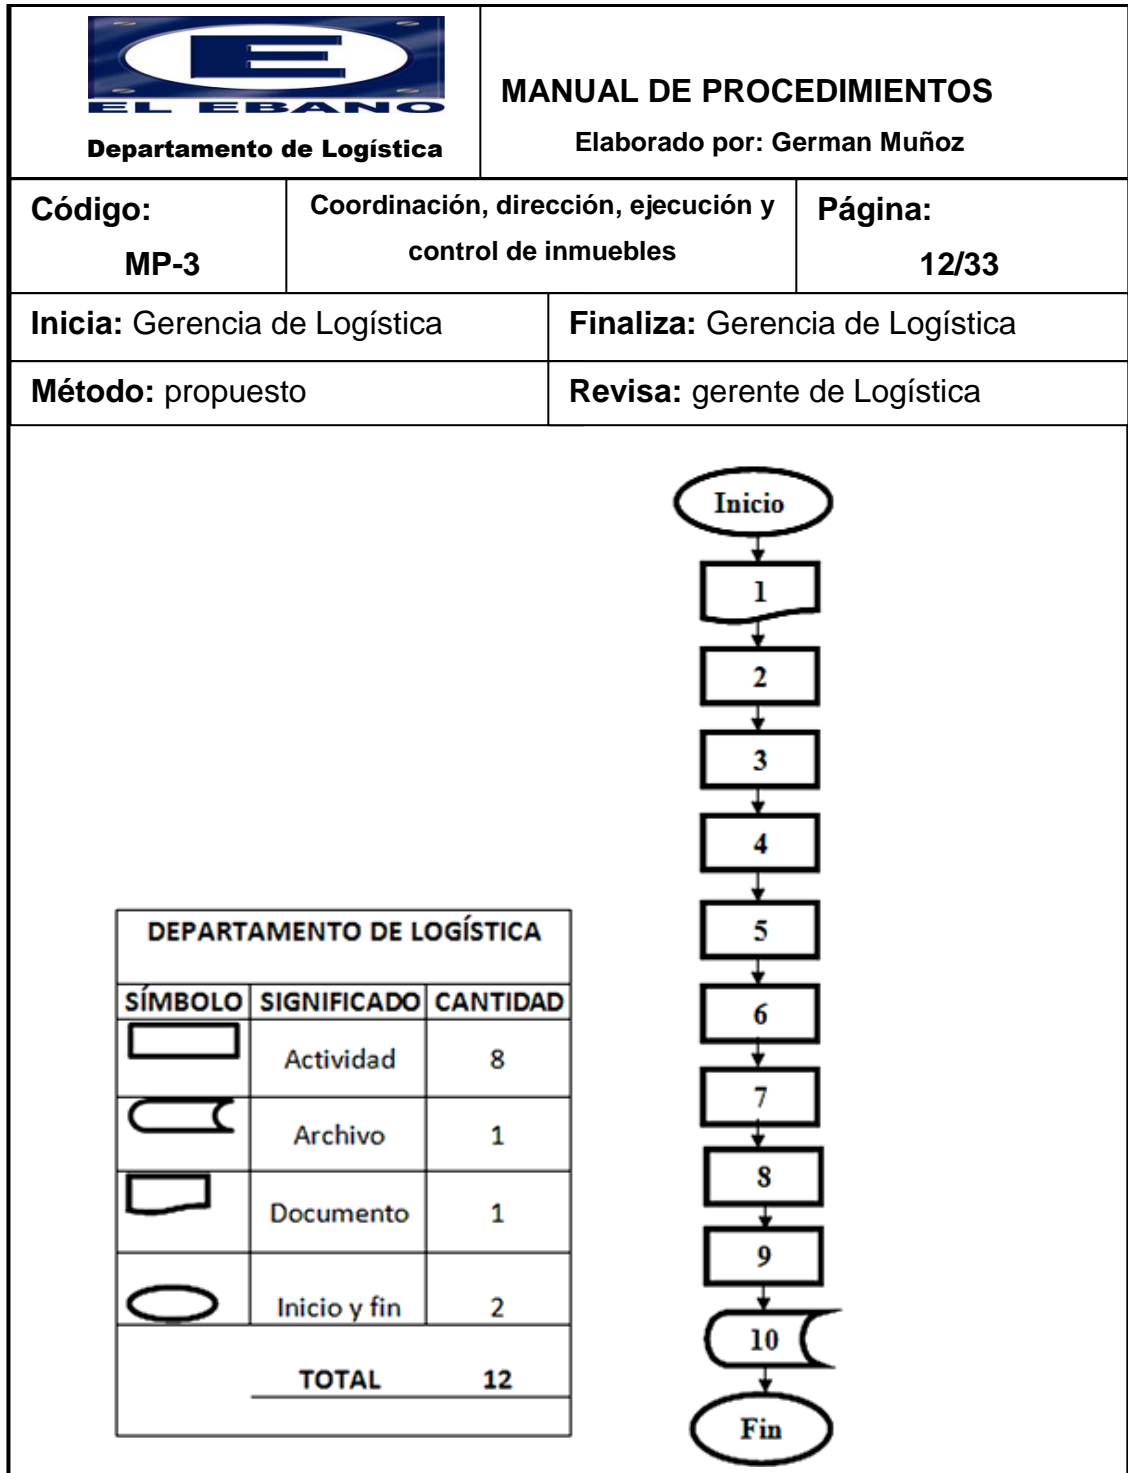 E
EL EBANO
Departamento de Logística
MANUAL DE PROCEDIMIENTOS
Elaborado por: German Muñoz
Código:
MP-3
Coordinación, dirección, ejecución y
control de inmuebles
Página:
12/33
Inicia: Gerencia de Logística
Finaliza: Gerencia de Logística
Método: propuesto
Revisa: gerente de Logística
Inicio
1
2
3
4
5
6
7
8
9
10
Fin
DEPARTAMENTO DE LOGÍSTICA
SÍMBOLO SIGNIFICADO CANTIDAD
Actividad 8
Archivo 1
Documento 1
Inicio y fin 2
TOTAL 12